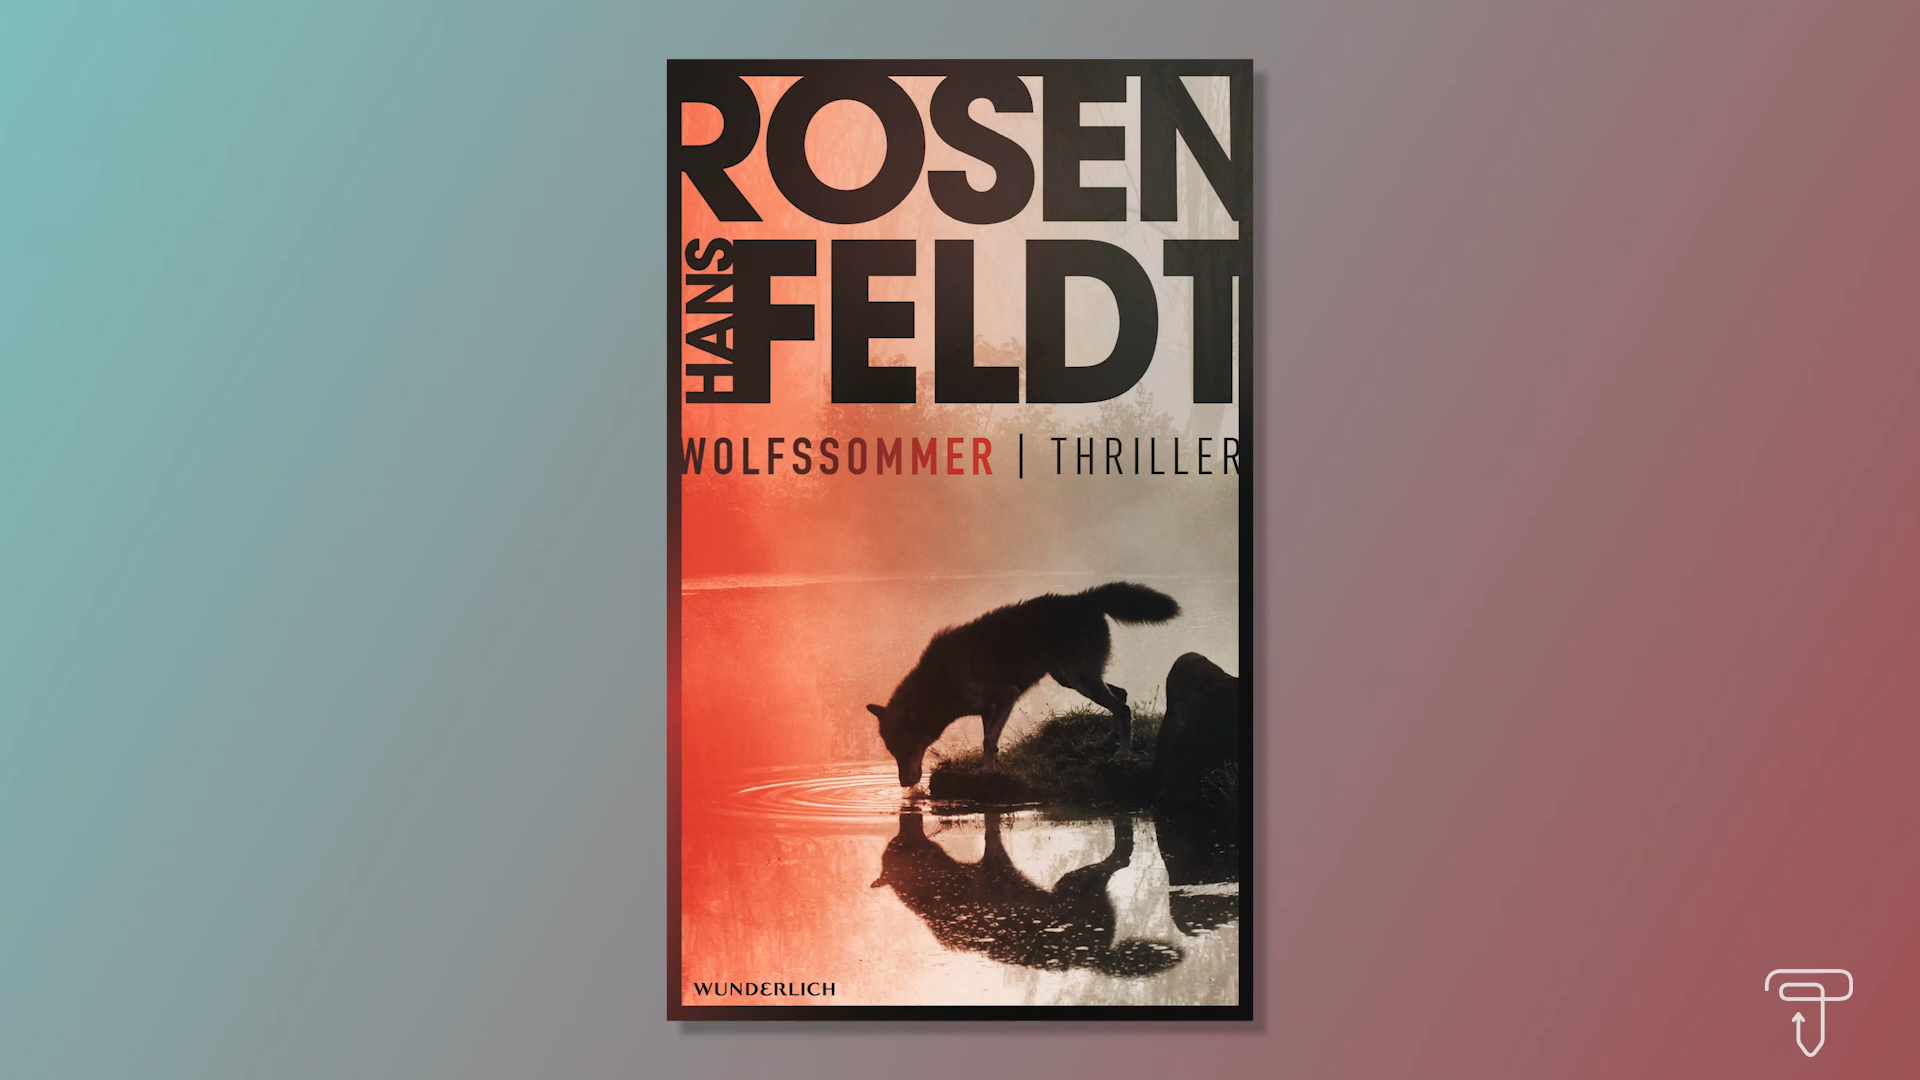 ROSEN
HANS
FELDT
WOLFSSOMMER | THRILLER
WUNDERLICH